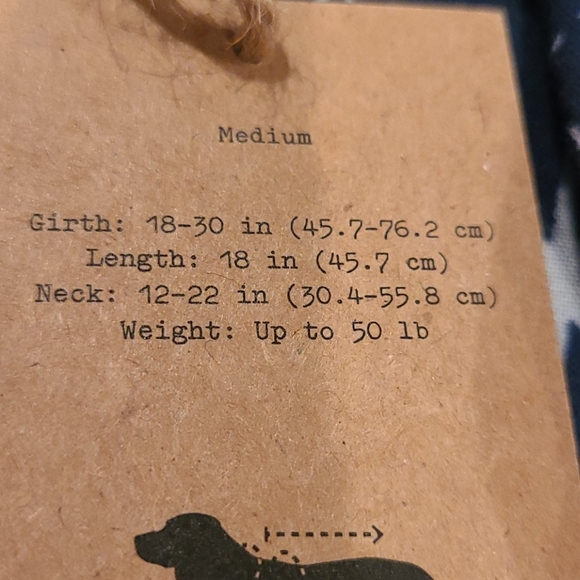 Medium
Girth: 18-30 in (45.7-76.2 cm)
Length: 18 in (45.7 cm)
Neck: 12-22 in (30.4-55.8 cm)
Weight: Up to 50 lb